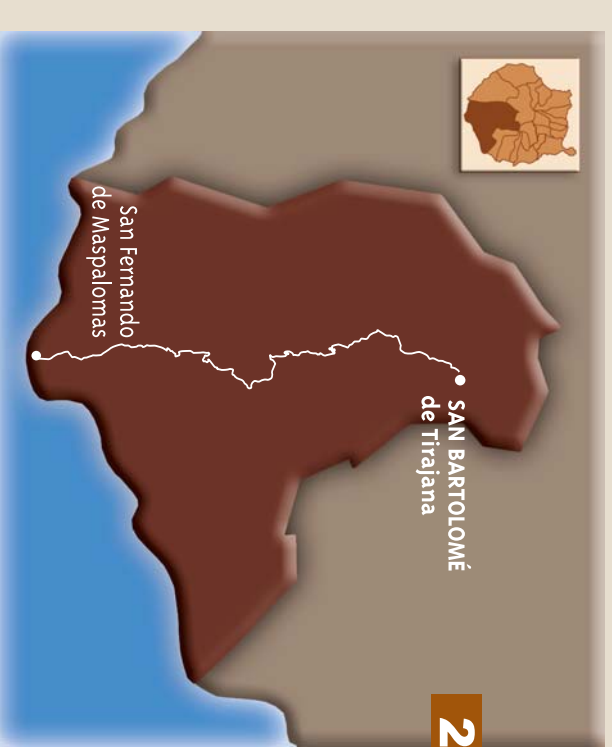 San Fernando
de Maspalomas
SAN BARTOLOMÉ
de Tirajana
2